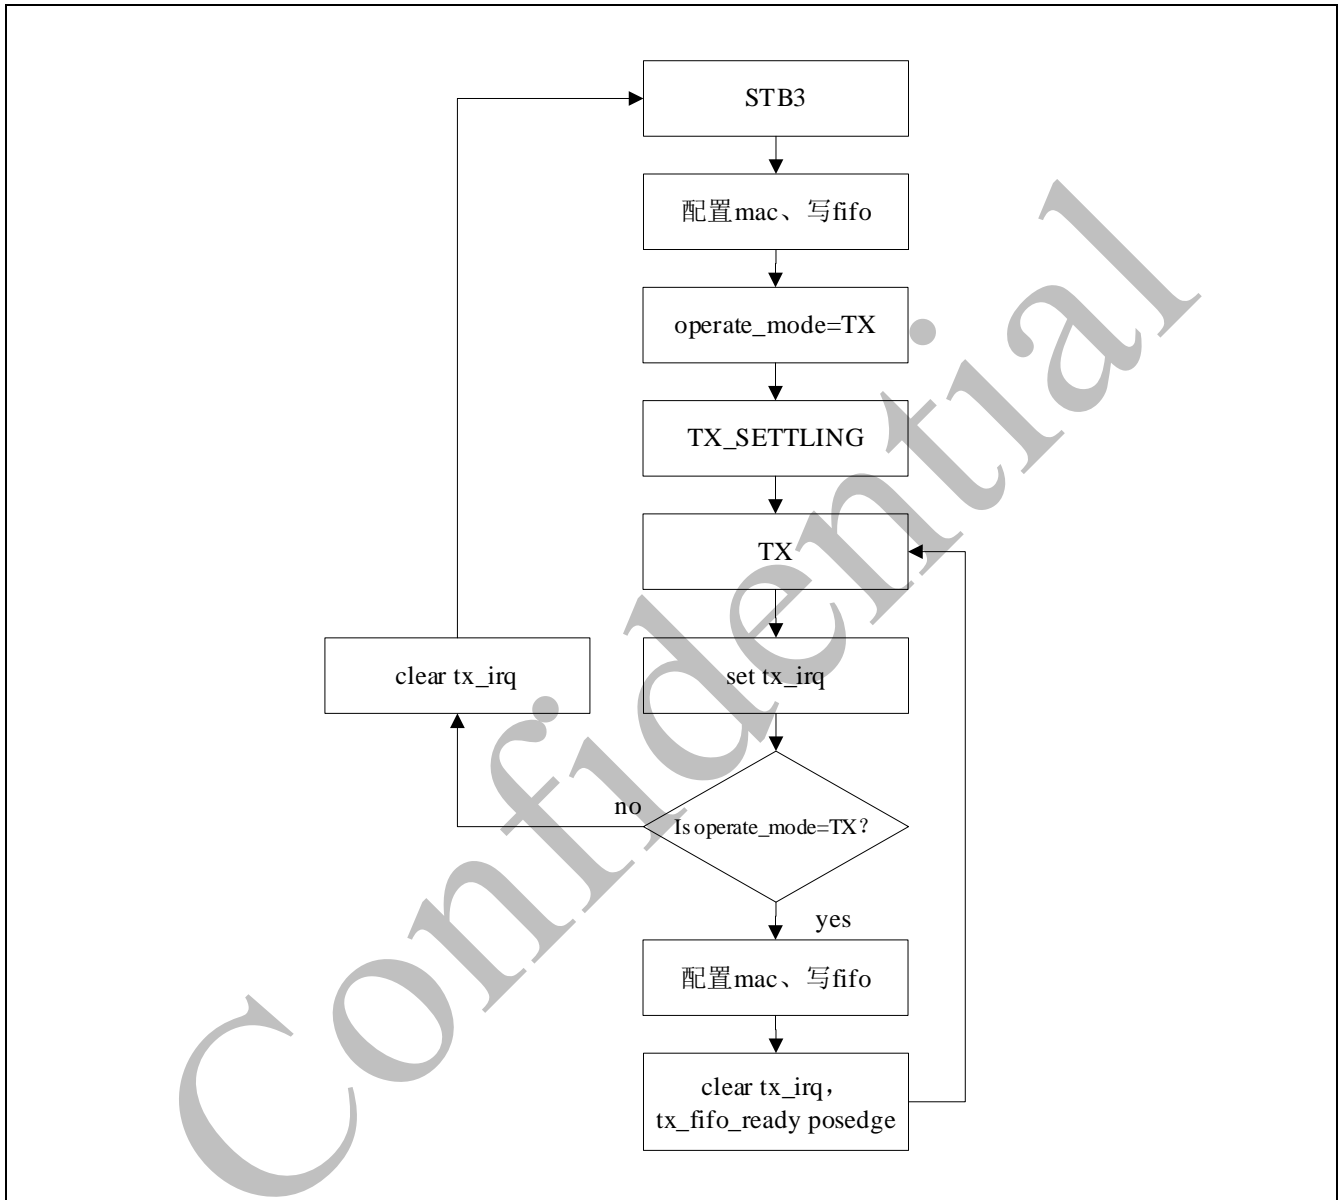 STB3
配置mac、写fifo
operate_mode=TX
TX_SETTLING
TX
clear tx_irq
set tx_irq
no
Is operate_mode=TX？
yes
配置mac、写fifo
clear tx_irq，
tx_fifo_ready posedge
Confidential